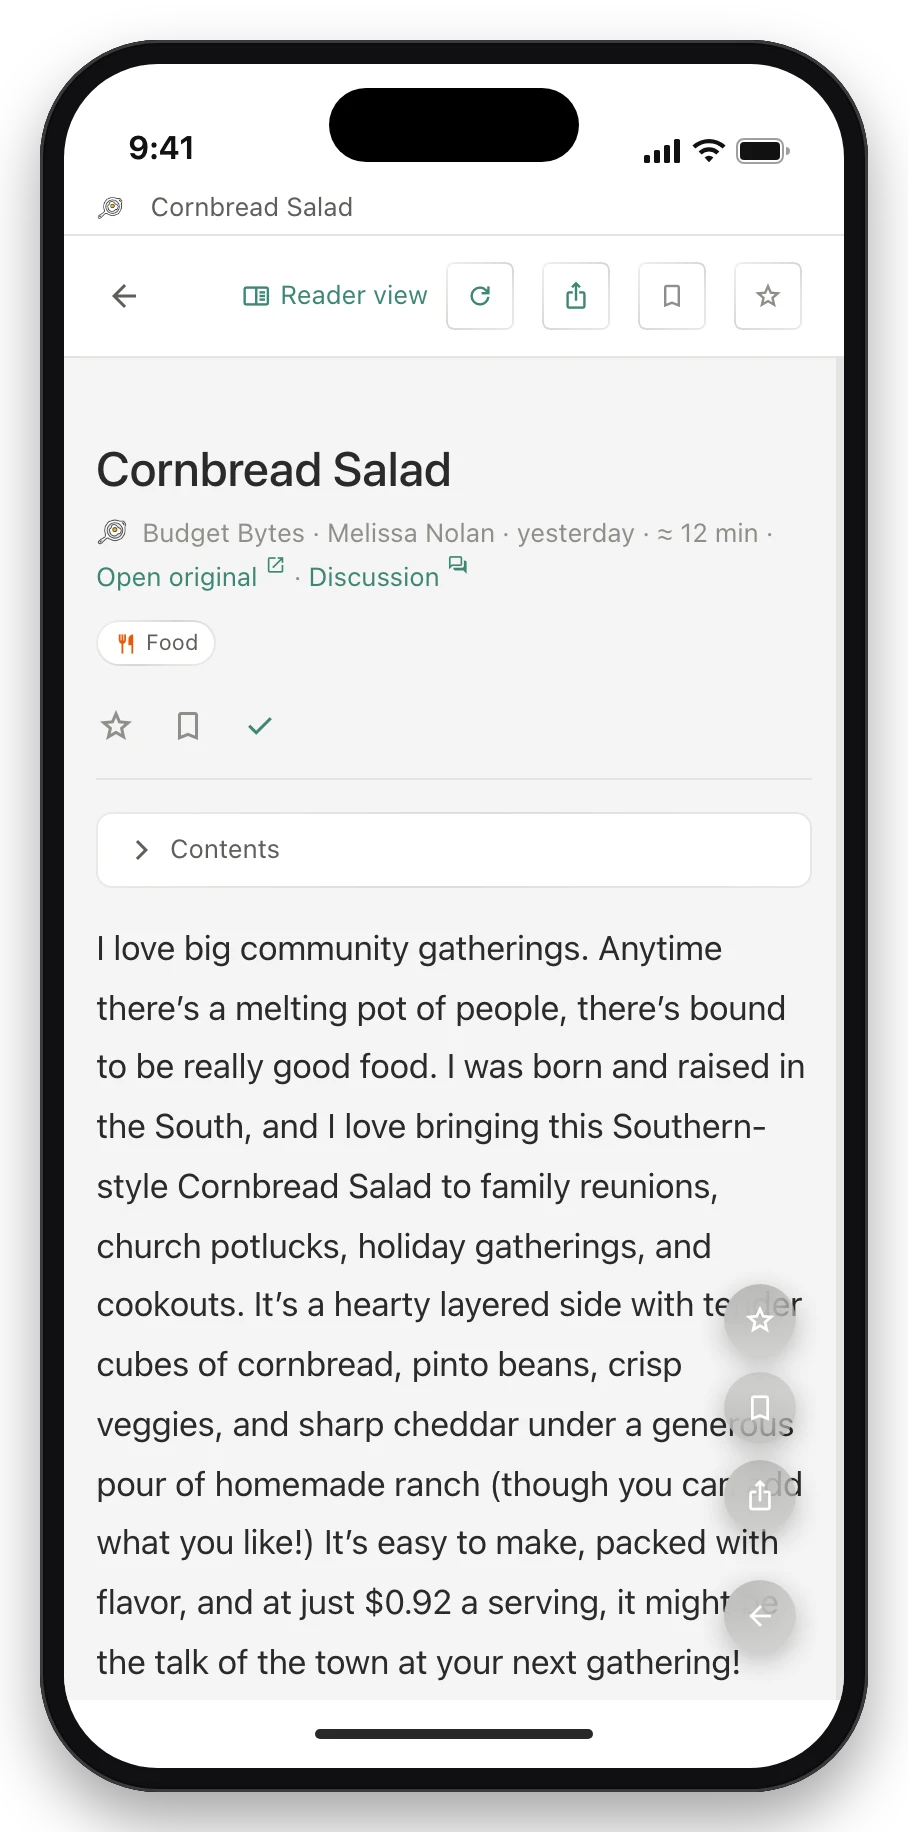 9:41
Cornbread Salad
Reader view
Cornbread Salad
Budget Bytes · Melissa Nolan · yesterday · ≈ 12 min ·
Open original · Discussion
Food
Contents
I love big community gatherings. Anytime
there’s a melting pot of people, there’s bound
to be really good food. I was born and raised in
the South, and I love bringing this Southern-
style Cornbread Salad to family reunions,
church potlucks, holiday gatherings, and
cookouts. It’s a hearty layered side with tender
cubes of cornbread, pinto beans, crisp
veggies, and sharp cheddar under a generous
pour of homemade ranch (though you can add
what you like!) It’s easy to make, packed with
flavor, and at just $0.92 a serving, it might be
the talk of the town at your next gathering!